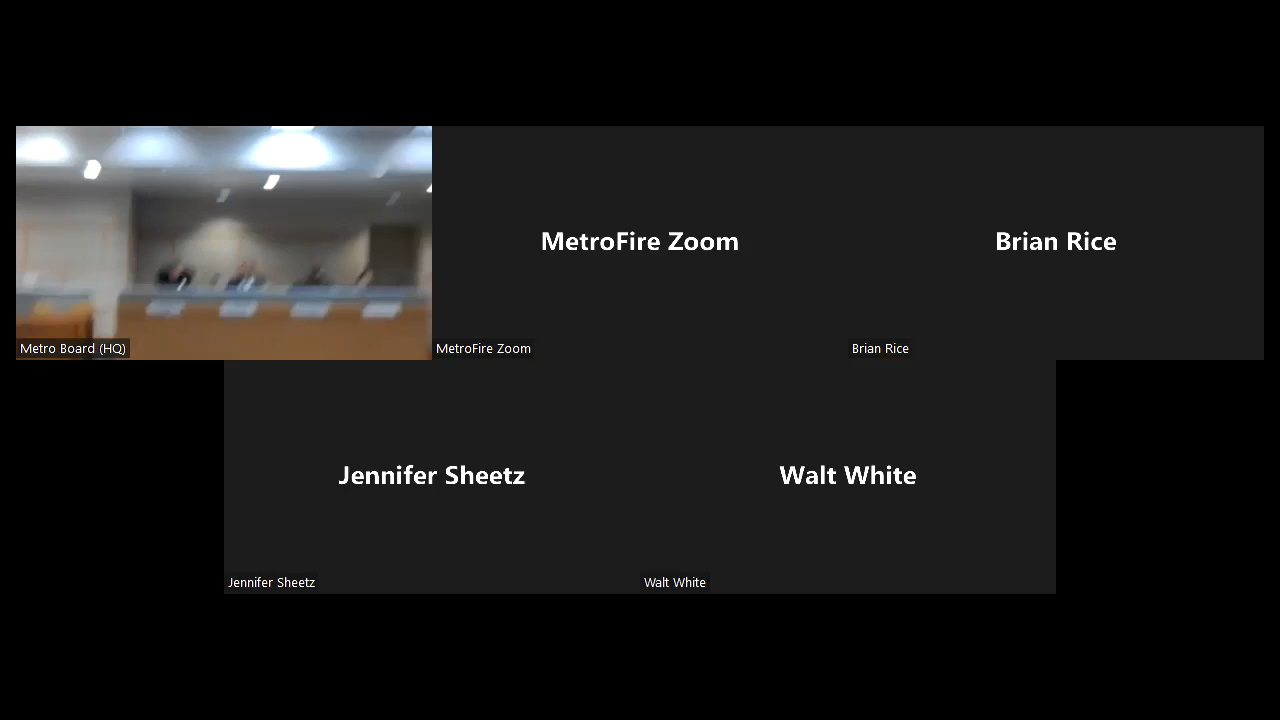 MetroFire Zoom
Brian Rice
Metro Board (HQ)
MetroFire Zoom
Brian Rice
Jennifer Sheetz
Walt White
Jennifer Sheetz
Walt White